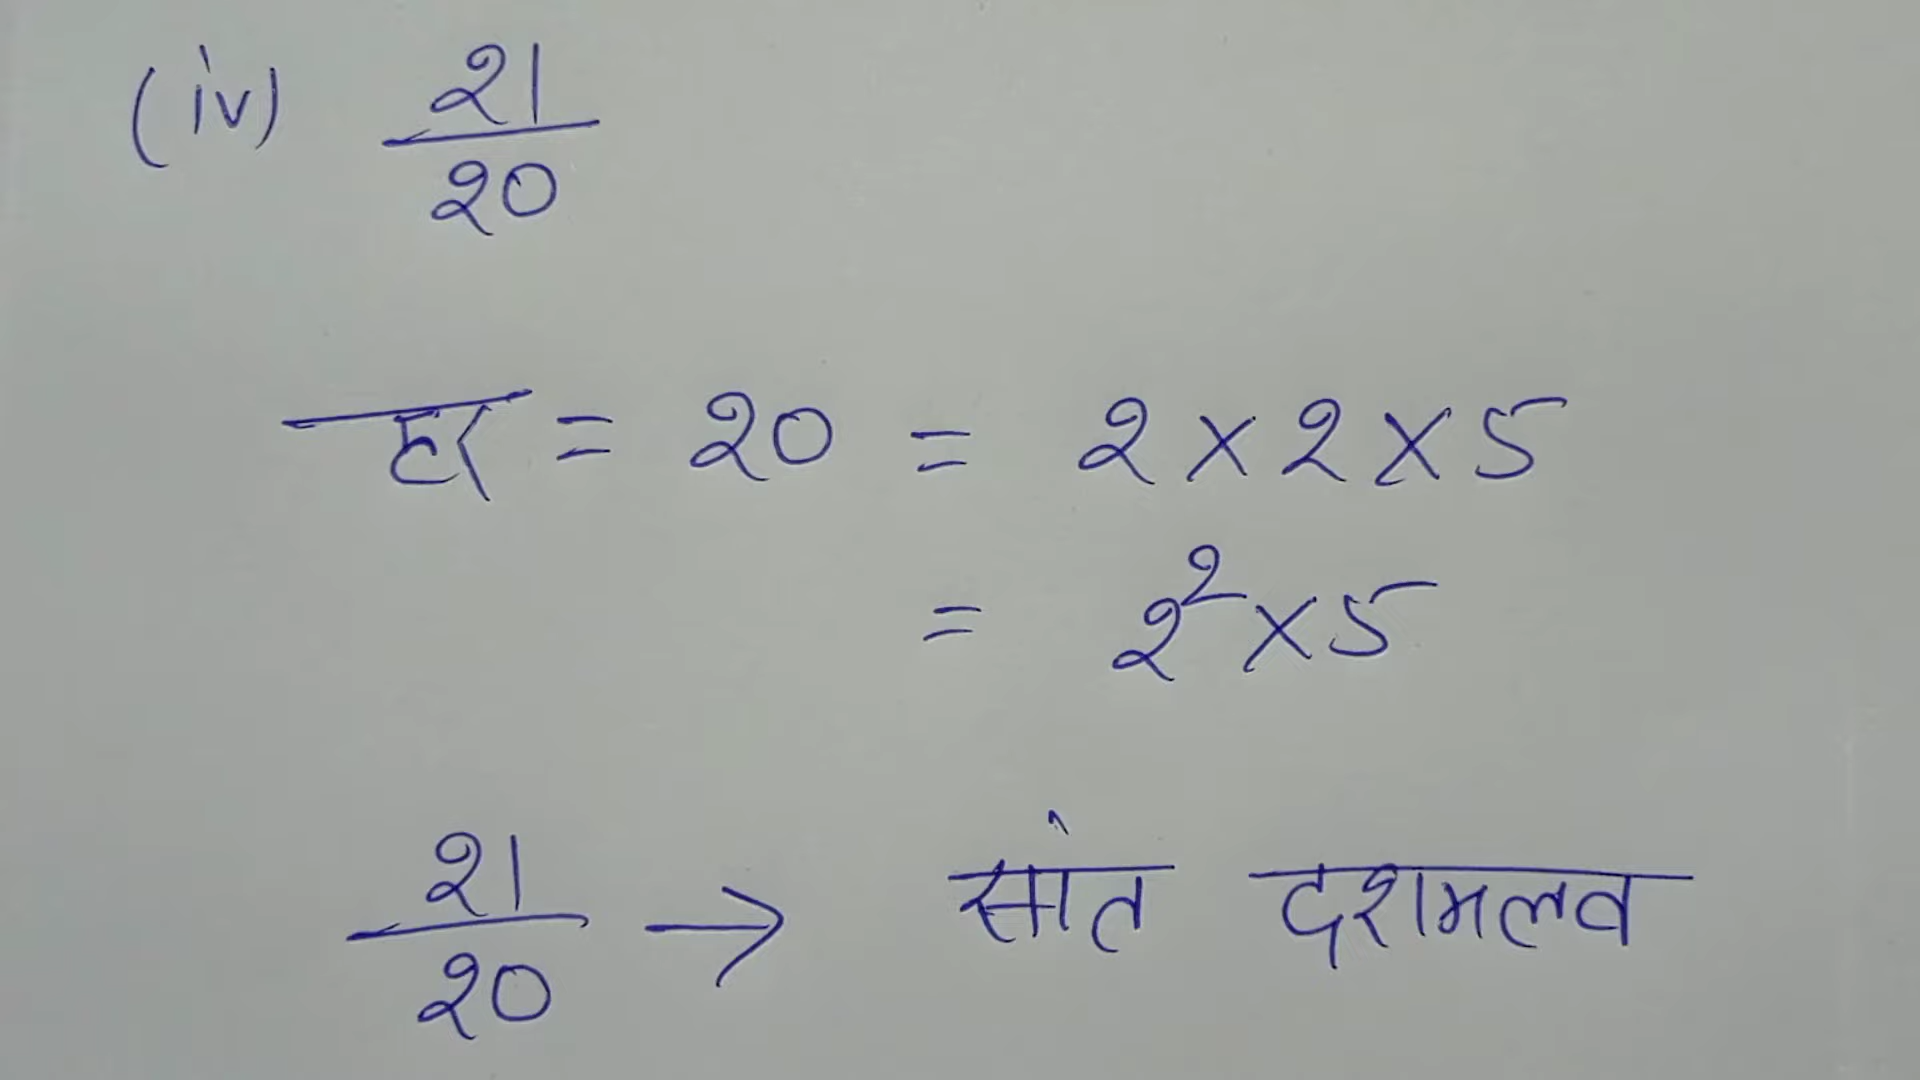 (iv) 21/20
हर = 20 = 2 × 2 × 5
= 2² × 5
21/20 → सांत दशमलव